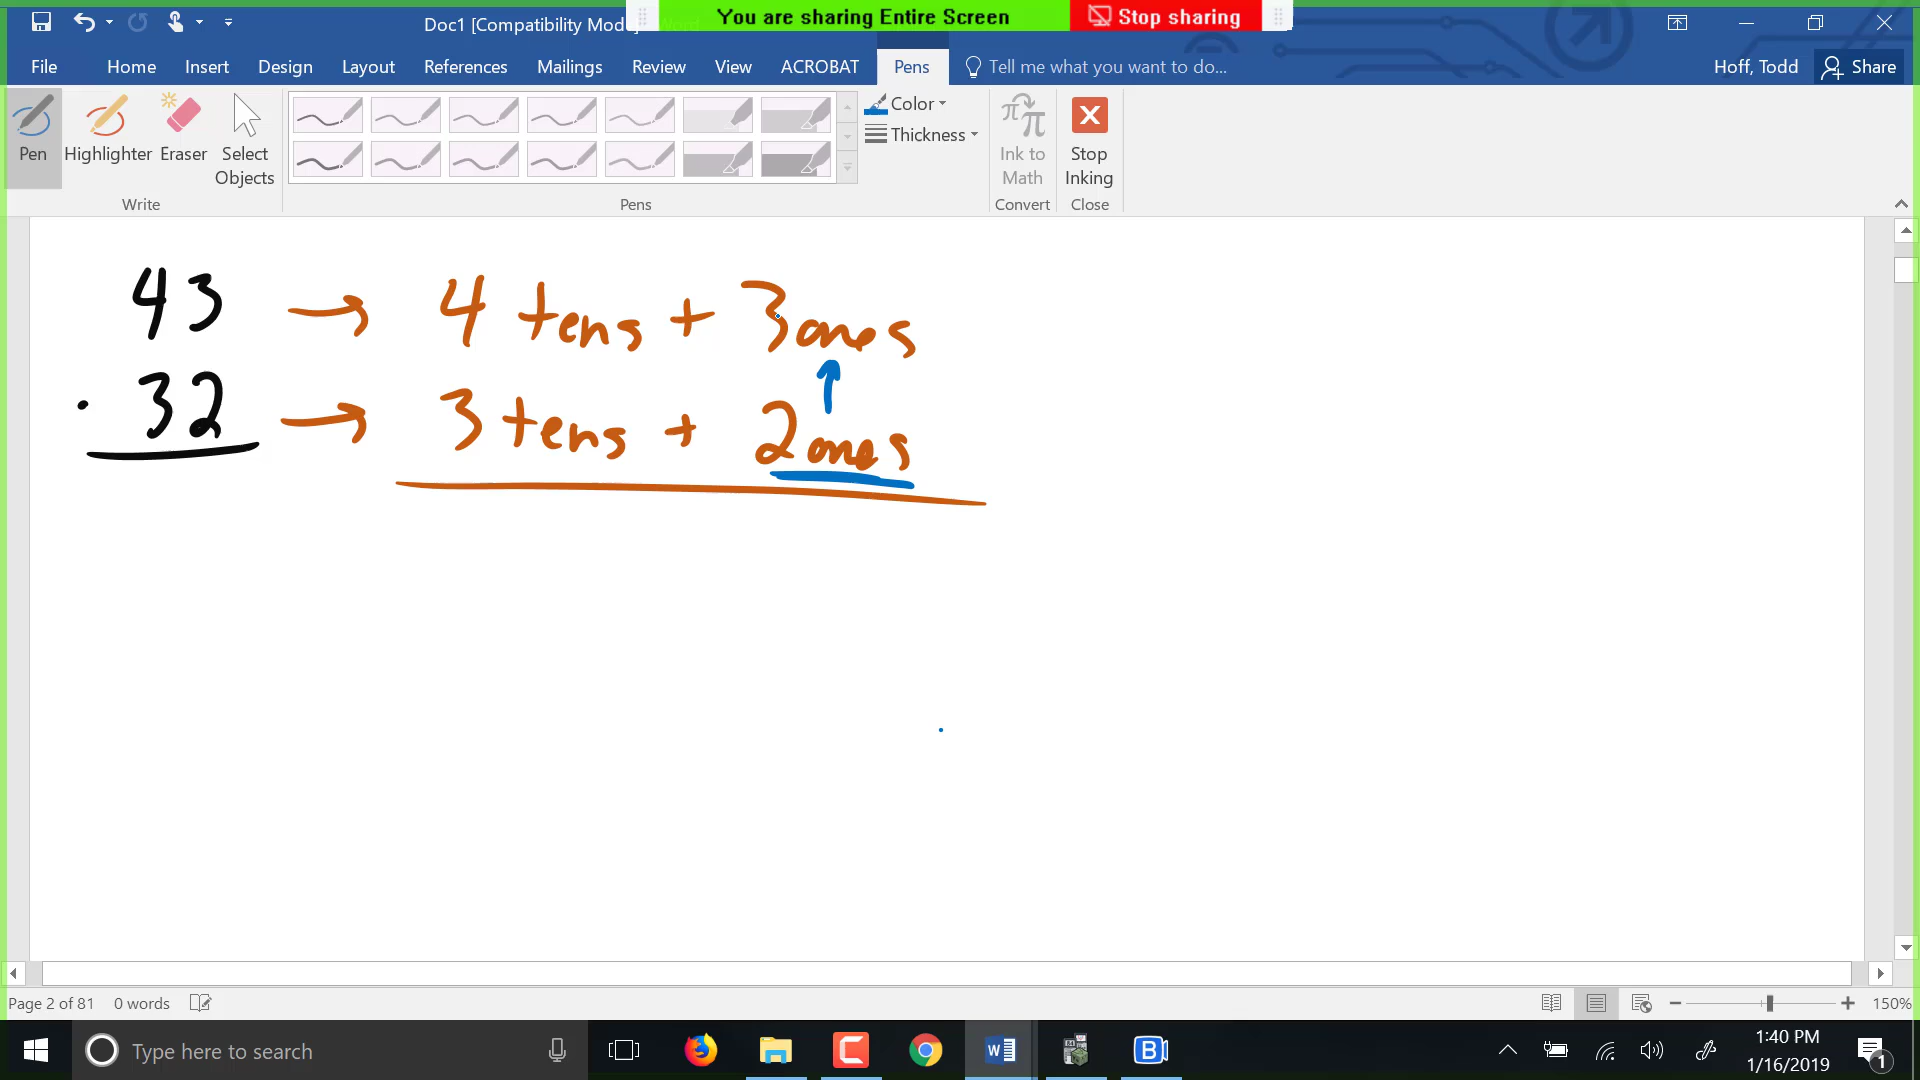 Doc1 [Compatibility Mod
You are sharing Entire Screen
Stop sharing
File Home Insert Design Layout References Mailings Review View ACROBAT Pens Tell me what you want to do... Hoff, Todd Share
Pen Highlighter Eraser Select Objects
Color
Thickness
Ink to Math
Stop Inking
Write Pens Convert Close
43 → 4 tens + 3 ones
· 32 → 3 tens + 2 ones
Page 2 of 81 0 words 150%
Type here to search
1:40 PM
1/16/2019
1